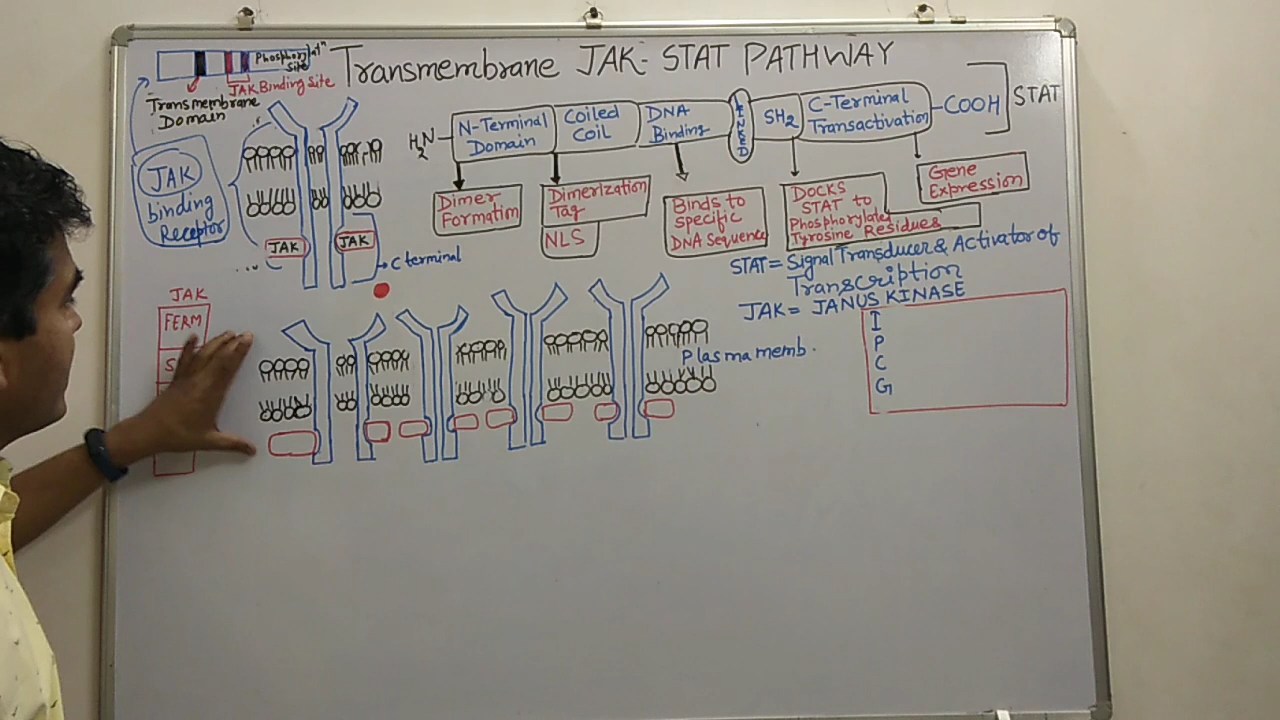 Transmembrane JAK-STAT PATHWAY
Phosphorylatⁿ
Site
JAK Binding Site
Transmembrane
Domain
JAK
binding
Receptor
JAK
JAK
C terminal
H₂N
N-Terminal
Domain
Coiled
Coil
DNA
Binding
LINKED
SH2
C-Terminal
Transactivation
COOH
STAT
Dimer
Formation
Dimerization
Tag
NLS
Binds to
specific
DNA Sequence
DOCKS
STAT to
Phosphorylated
Tyrosine Residues
Gene
Expression
STAT = Signal Transducer & Activator of
Transcription
JAK = JANUS KINASE
JAK
FERM
S
Plasma memb.
I
P
C
G